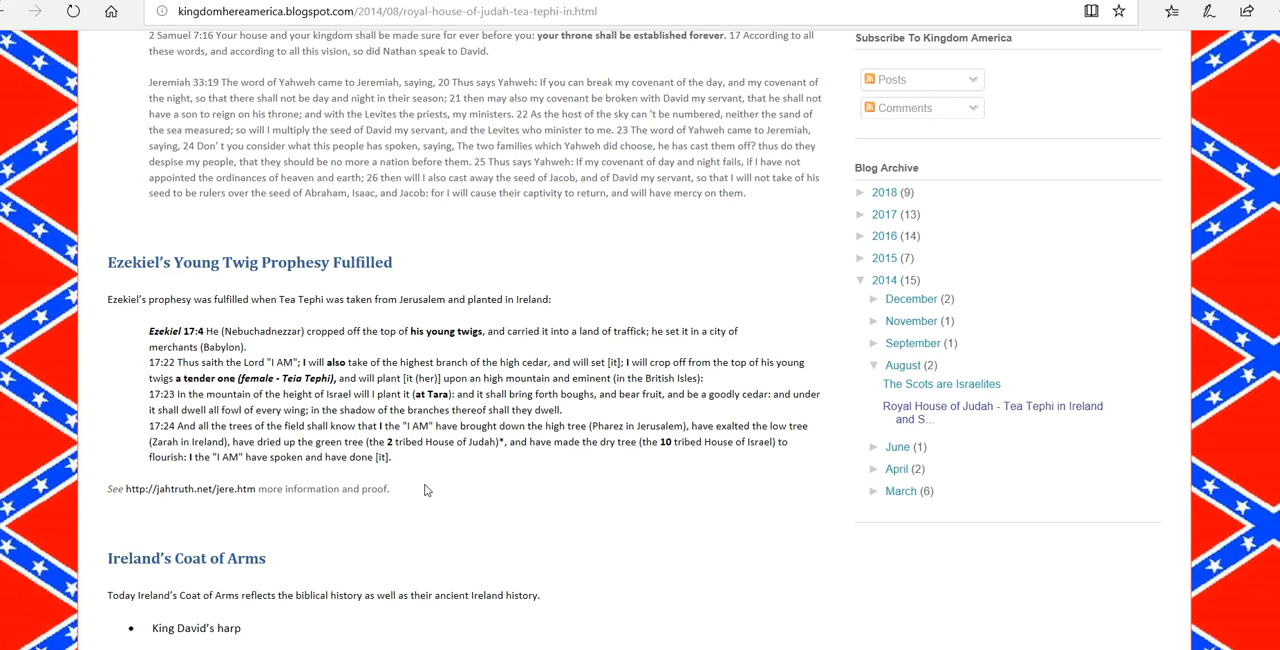 kingdomhereamerica.blogspot.com/2014/08/royal-house-of-judah-tea-tephi-in.html
2 Samuel 7:16 Your house and your kingdom shall be made sure for ever before you: your throne shall be established forever. 17 According to all
these words, and according to all this vision, so did Nathan speak to David.
Jeremiah 33:19 The word of Yahweh came to Jeremiah, saying, 20 Thus says Yahweh: If you can break my covenant of the day, and my covenant of
the night, so that there shall not be day and night in their season; 21 then may also my covenant be broken with David my servant, that he shall not
have a son to reign on his throne; and with the Levites the priests, my ministers. 22 As the host of the sky can 't be numbered, neither the sand of
the sea measured; so will I multiply the seed of David my servant, and the Levites who minister to me. 23 The word of Yahweh came to Jeremiah,
saying, 24 Don' t you consider what this people has spoken, saying, The two families which Yahweh did choose, he has cast them off? thus do they
despise my people, that they should be no more a nation before them. 25 Thus says Yahweh: If my covenant of day and night fails, if I have not
appointed the ordinances of heaven and earth; 26 then will I also cast away the seed of Jacob, and of David my servant, so that I will not take of his
seed to be rulers over the seed of Abraham, Isaac, and Jacob: for I will cause their captivity to return, and will have mercy on them.
Ezekiel's Young Twig Prophesy Fulfilled
Ezekiel's prophesy was fulfilled when Tea Tephi was taken from Jerusalem and planted in Ireland:
Ezekiel 17:4 He (Nebuchadnezzar) cropped off the top of his young twigs, and carried it into a land of traffick; he set it in a city of
merchants (Babylon).
17:22 Thus saith the Lord "I AM"; I will also take of the highest branch of the high cedar, and will set [it]; I will crop off from the top of his young
twigs a tender one (female - Teia Tephi), and will plant [it (her)] upon an high mountain and eminent (in the British Isles):
17:23 In the mountain of the height of Israel will I plant it (at Tara): and it shall bring forth boughs, and bear fruit, and be a goodly cedar: and under
it shall dwell all fowl of every wing; in the shadow of the branches thereof shall they dwell.
17:24 And all the trees of the field shall know that I the "I AM" have brought down the high tree (Pharez in Jerusalem), have exalted the low tree
(Zarah in Ireland), have dried up the green tree (the 2 tribed House of Judah)*, and have made the dry tree (the 10 tribed House of Israel) to
flourish: I the "I AM" have spoken and have done [it].
See http://jahtruth.net/jere.htm more information and proof.
Ireland's Coat of Arms
Today Ireland's Coat of Arms reflects the biblical history as well as their ancient Ireland history.
• King David's harp
Subscribe To Kingdom America
Posts
Comments
Blog Archive
► 2018 (9)
► 2017 (13)
► 2016 (14)
► 2015 (7)
▼ 2014 (15)
► December (2)
► November (1)
► September (1)
▼ August (2)
The Scots are Israelites
Royal House of Judah - Tea Tephi in Ireland
and S...
► June (1)
► April (2)
► March (6)